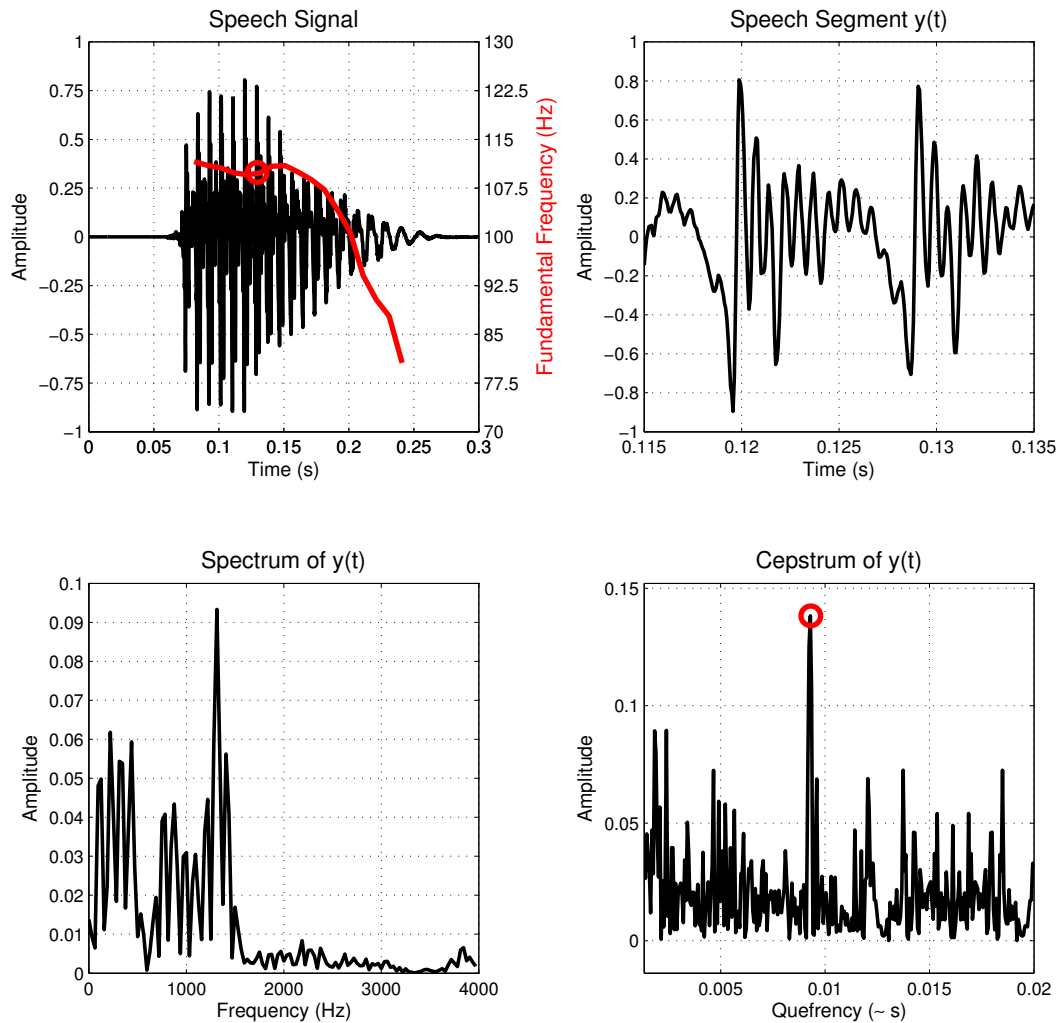 Speech Signal
1
0.75
0.5
0.25
0
−0.25
−0.5
−0.75
−1
Amplitude
130
122.5
115
107.5
100
92.5
85
77.5
70
Fundamental Frequency (Hz)
0 0.05 0.1 0.15 0.2 0.25 0.3
Time (s)
Speech Segment y(t)
1
0.8
0.6
0.4
0.2
0
−0.2
−0.4
−0.6
−0.8
−1
Amplitude
0.115 0.12 0.125 0.13 0.135
Time (s)
Spectrum of y(t)
0.1
0.09
0.08
0.07
0.06
0.05
0.04
0.03
0.02
0.01
0
Amplitude
0 1000 2000 3000 4000
Frequency (Hz)
Cepstrum of y(t)
0.15
0.1
0.05
0
Amplitude
0.005 0.01 0.015 0.02
Quefrency (~ s)